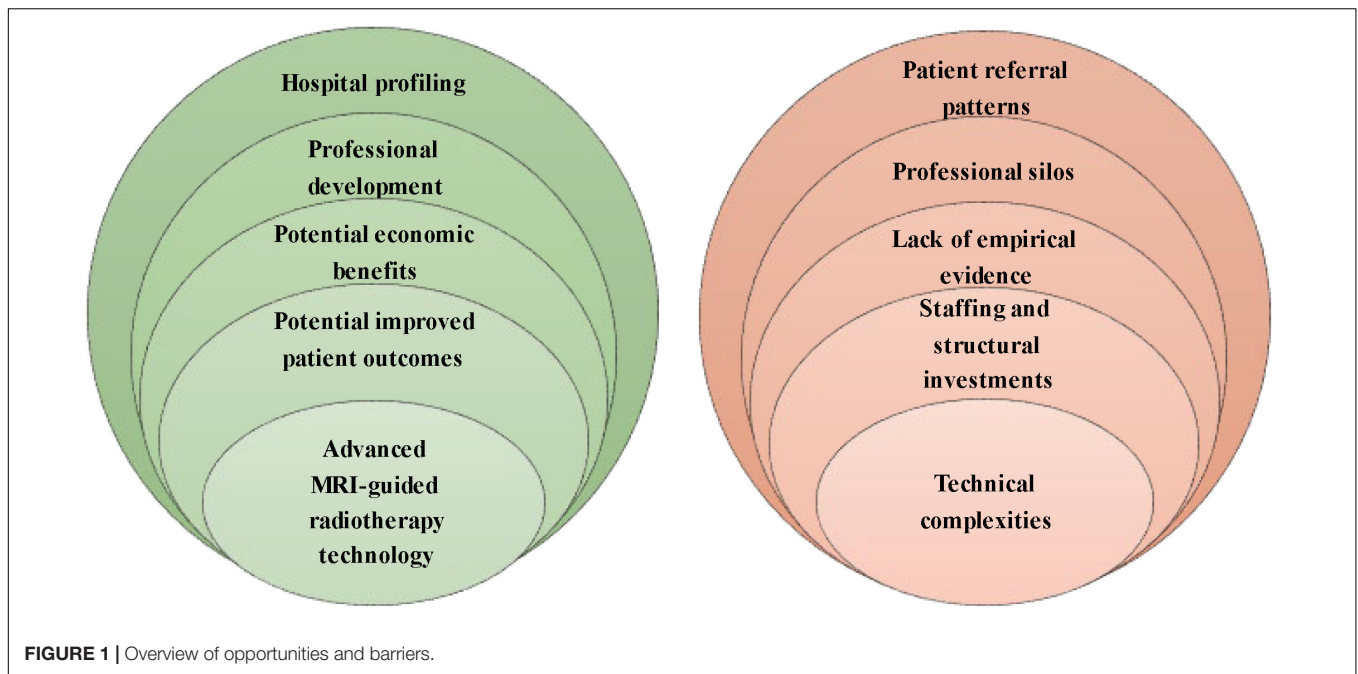 Hospital profiling
Professional
development
Potential economic
benefits
Potential improved
patient outcomes
Advanced
MRI-guided
radiotherapy
technology
Patient referral
patterns
Professional silos
Lack of empirical
evidence
Staffing and
structural
investments
Technical
complexities
FIGURE 1 | Overview of opportunities and barriers.